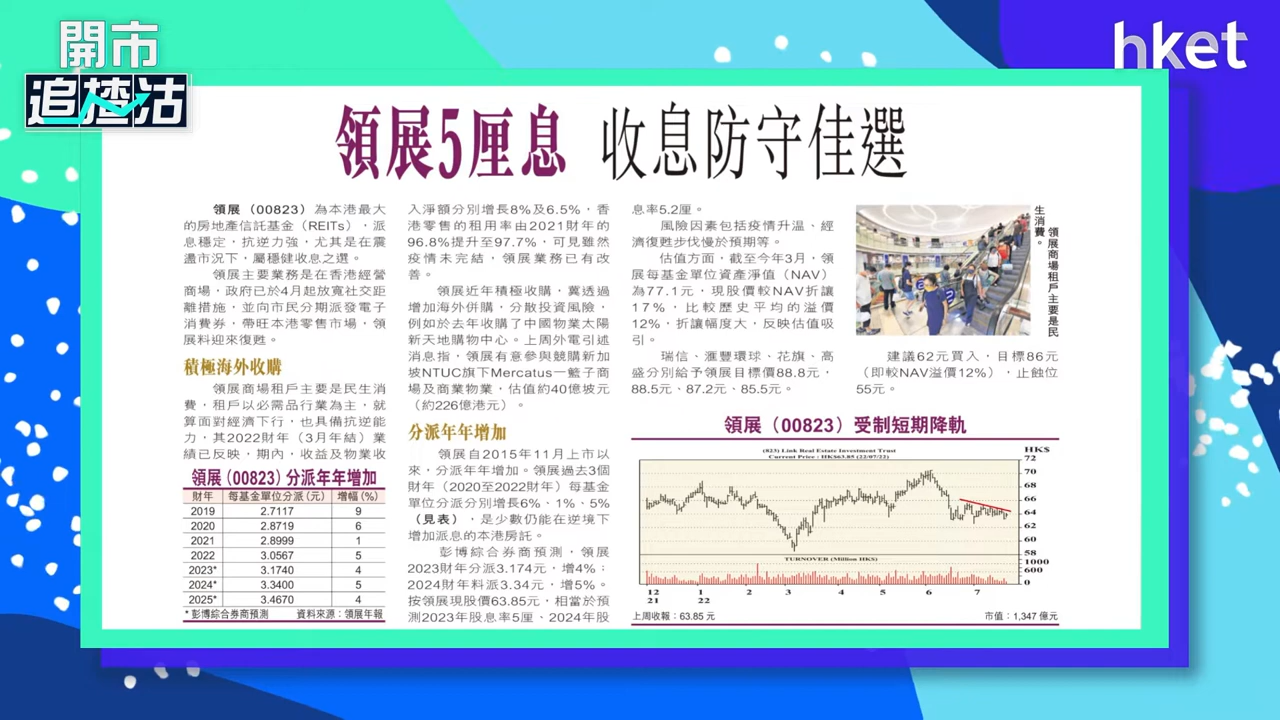 開市
追揸沽
hket
領展5厘息 收息防守佳選
領展（00823）為本港最大
的房地產信託基金（REITs），派
息穩定，抗逆力強，尤其是在震
盪市況下，屬穩健收息之選。
領展主要業務是在香港經營
商場，政府已於4月起放寬社交距
離措施，並向市民分期派發電子
消費券，帶旺本港零售市場，領
展料迎來復甦。
積極海外收購
領展商場租戶主要是民生消
費，租戶以必需品行業為主，就
算面對經濟下行，也具備抗逆能
力，其2022財年（3月年結）業
績已反映，期內，收益及物業收
領展（00823）分派年年增加
財年 每基金單位分派（元） 增幅（%）
2019 2.7117 9
2020 2.8719 6
2021 2.8999 1
2022 3.0567 5
2023* 3.1740 4
2024* 3.3400 5
2025* 3.4670 4
*彭博綜合券商預測 資料來源：領展年報
入淨額分別增長8%及6.5%，香
港零售的租用率由2021財年的
96.8%提升至97.7%，可見雖然
疫情未完結，領展業務已有改
善。
領展近年積極收購，冀透過
增加海外併購，分散投資風險，
例如於去年收購了中國物業太陽
新天地購物中心。上周外電引述
消息指，領展有意參與競購新加
坡NTUC旗下Mercatus一籃子商
場及商業物業，估值約40億坡元
（約226億港元）。
分派年年增加
領展自2015年11月上市以
來，分派年年增加。領展過去3個
財年（2020至2022財年）每基金
單位分派分別增長6%、1%、5%
（見表），是少數仍能在逆境下
增加派息的本港房託。
彭博綜合券商預測，領展
2023財年分派3.174元，增4%；
2024財年料派3.34元，增5%。
按領展現股價63.85元，相當於預
測2023年股息率5厘、2024年股
息率5.2厘。
風險因素包括疫情升温、經
濟復甦步伐慢於預期等。
估值方面，截至今年3月，領
展每基金單位資產淨值（NAV）
為77.1元，現股價較NAV折讓
17%，比較歷史平均的溢價
12%，折讓幅度大，反映估值吸
引。
瑞信、滙豐環球、花旗、高
盛分別給予領展目標價88.8元，
88.5元、87.2元、85.5元。
領展商場租戶主要是民
生消費。
建議62元買入，目標86元
（即較NAV溢價12%），止蝕位
55元。
領展（00823）受制短期降軌
(823) Link Real Estate Investment Trust
Current Price : HK$63.85 (22/07/22)
HK$
72
70
68
66
64
62
60
58
TURNOVER (Million HK$)
1000
600
0
12 1 2 3 4 5 6 7
21 22
上周收報：63.85 元 市值：1,347 億元